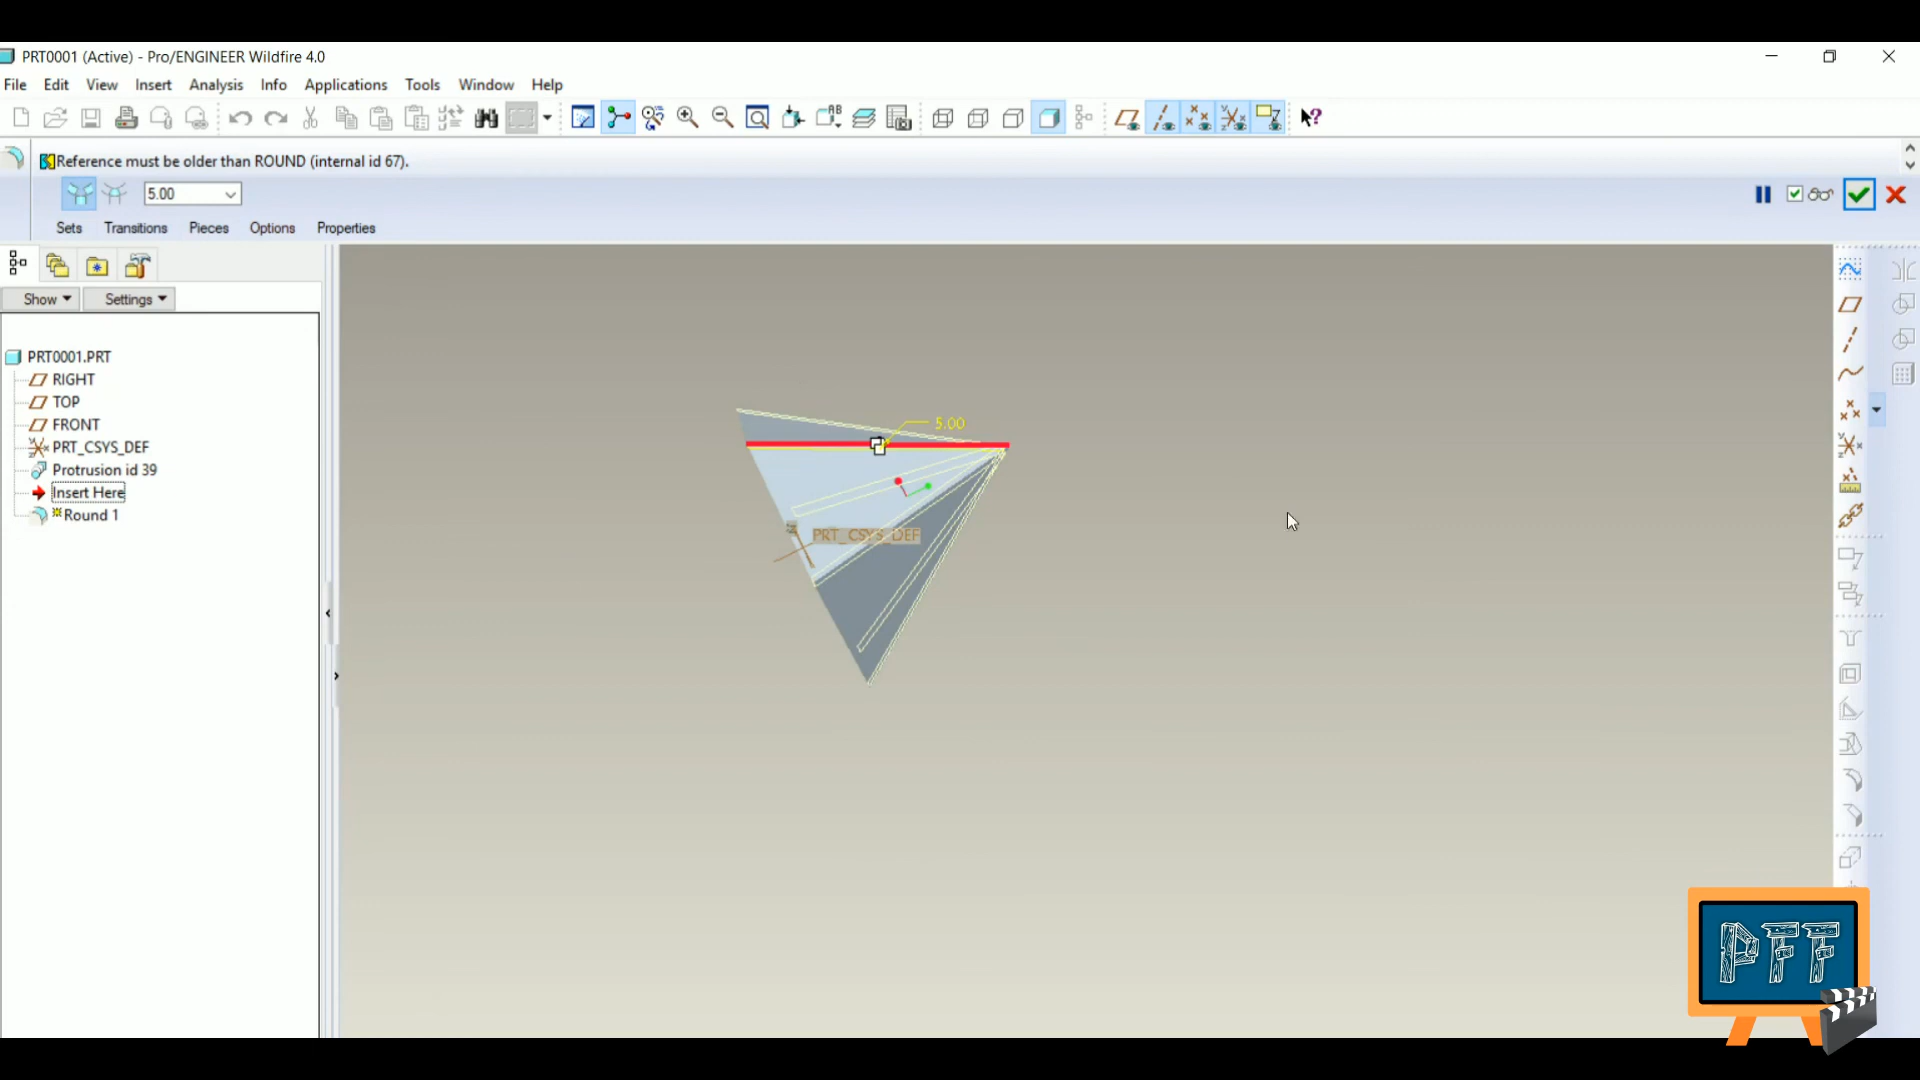 PRT0001 (Active) - Pro/ENGINEER Wildfire 4.0
File Edit View Insert Analysis Info Applications Tools Window Help
Reference must be older than ROUND (internal id 67).
5.00
Sets Transitions Pieces Options Properties
Show Settings
PRT0001.PRT
RIGHT
TOP
FRONT
PRT_CSYS_DEF
Protrusion id 39
Insert Here
Round 1
5.00
PRT_CSYS_DEF
PFF